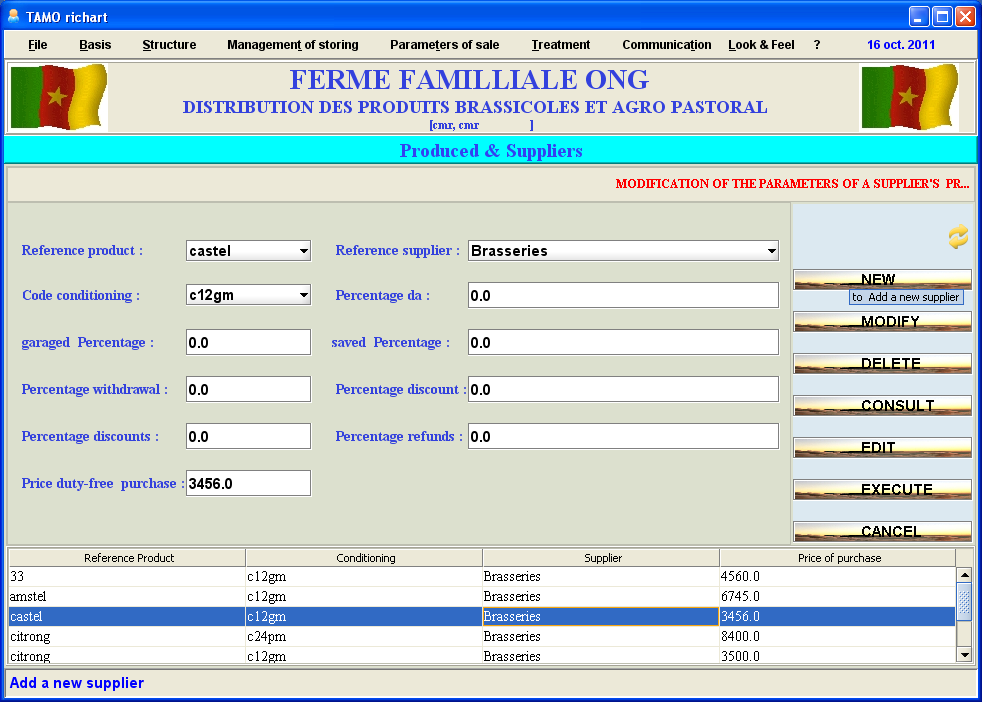 TAMO richart
File Basis Structure Management of storing Parameters of sale Treatment Communication Look & Feel ? 16 oct. 2011
FERME FAMILLIALE ONG
DISTRIBUTION DES PRODUITS BRASSICOLES ET AGRO PASTORAL
[cmr, cmr ]
Produced & Suppliers
MODIFICATION OF THE PARAMETERS OF A SUPPLIER'S PR...
Reference product : castel Reference supplier : Brasseries
Code conditioning : c12gm Percentage da : 0.0
garaged Percentage : 0.0 saved Percentage : 0.0
Percentage withdrawal : 0.0 Percentage discount : 0.0
Percentage discounts : 0.0 Percentage refunds : 0.0
Price duty-free purchase : 3456.0
NEW
to Add a new supplier
MODIFY
DELETE
CONSULT
EDIT
EXECUTE
CANCEL
Reference Product Conditioning Supplier Price of purchase
33 c12gm Brasseries 4560.0
amstel c12gm Brasseries 6745.0
castel c12gm Brasseries 3456.0
citrong c24pm Brasseries 8400.0
citrong c12gm Brasseries 3500.0
Add a new supplier